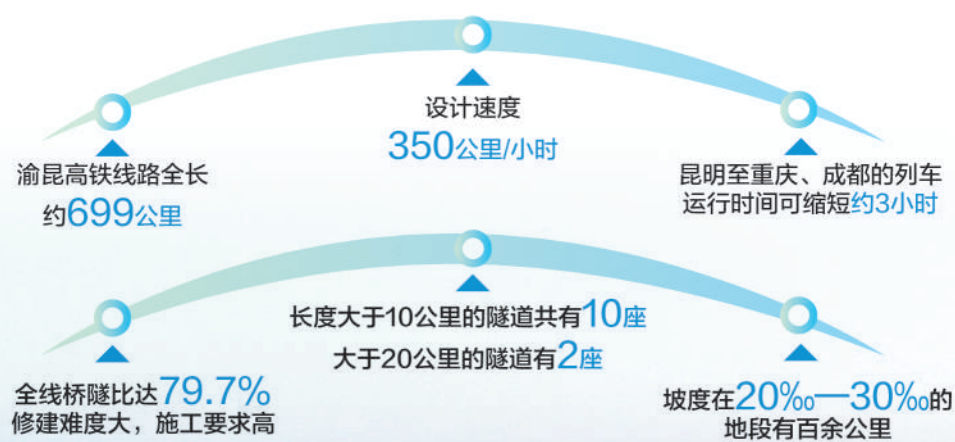 设计速度
350公里/小时
渝昆高铁线路全长
约699公里
昆明至重庆、成都的列车
运行时间可缩短约3小时
长度大于10公里的隧道共有10座
大于20公里的隧道有2座
全线桥隧比达79.7%
修建难度大，施工要求高
坡度在20‰—30‰的
地段有百余公里